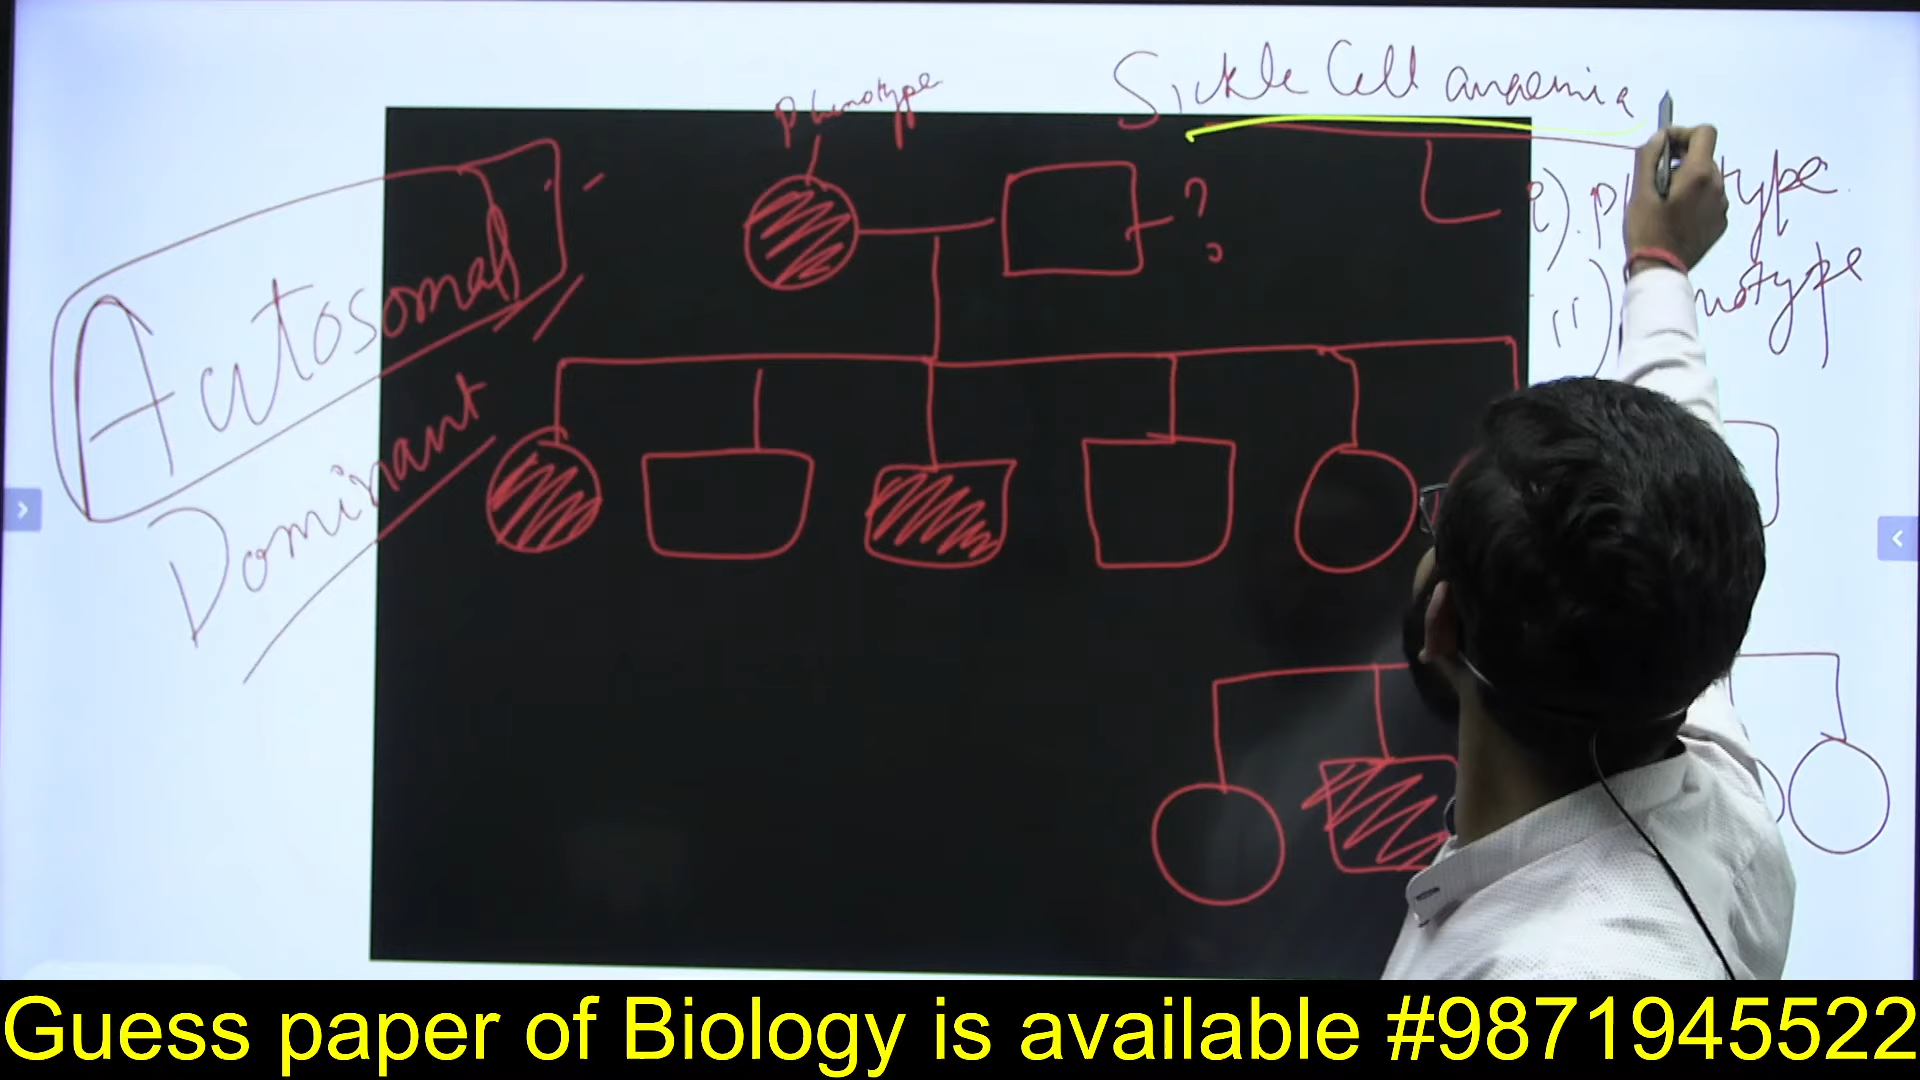 Sickle Cell anaemia
phenotype
?
Autosomal
Dominant
Guess paper of Biology is available #9871945522